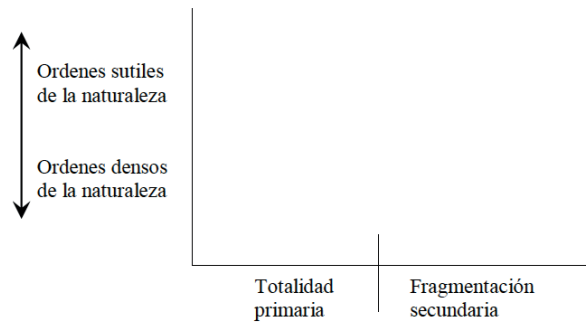 Ordenes sutiles
de la naturaleza
Ordenes densos
de la naturaleza
Totalidad
primaria
Fragmentación
secundaria